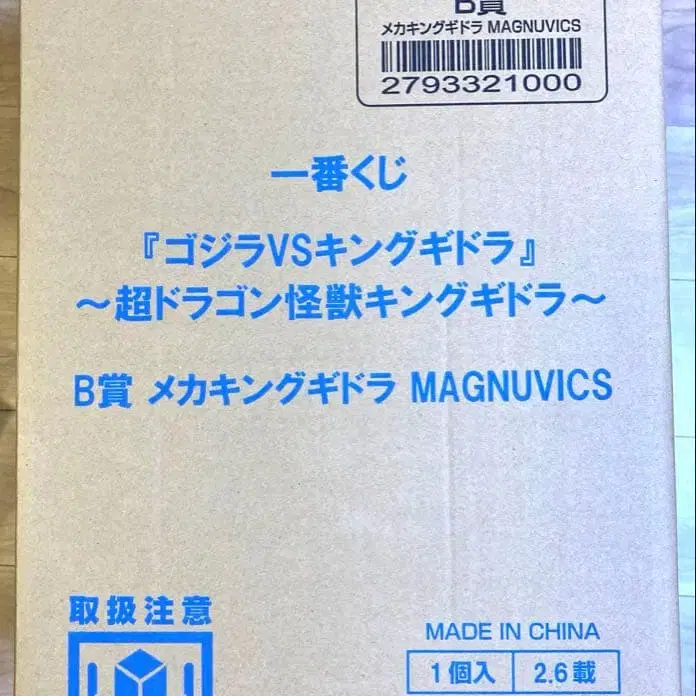 B賞
メカキングギドラ MAGNUVICS
2793321000
一番くじ
『ゴジラVSキングギドラ』
～超ドラゴン怪獣キングギドラ～
B賞 メカキングギドラ MAGNUVICS
取扱注意
MADE IN CHINA
1個入 2.6載